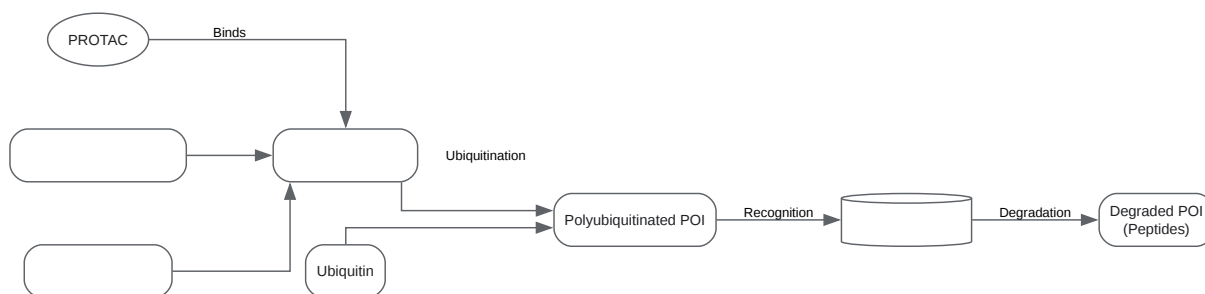 PROTAC
Binds
Ubiquitination
Polyubiquitinated POI
Recognition
Degradation
Degraded POI
(Peptides)
Ubiquitin